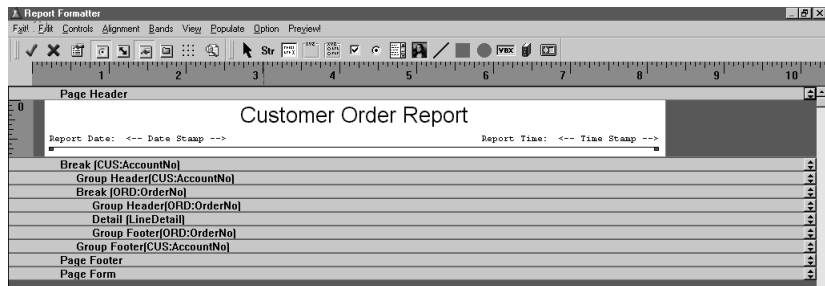 Report Formatter
Exit! Edit Controls Alignment Bands View Populate Option Preview!
Str VBX
1 2 3 4 5 6 7 8 9 10
Page Header
0
Customer Order Report
Report Date: <-- Date Stamp --> Report Time: <-- Time Stamp -->
Break (CUS:AccountNo)
Group Header(CUS:AccountNo)
Break (ORD:OrderNo)
Group Header(ORD:OrderNo)
Detail (LineDetail)
Group Footer(ORD:OrderNo)
Group Footer(CUS:AccountNo)
Page Footer
Page Form